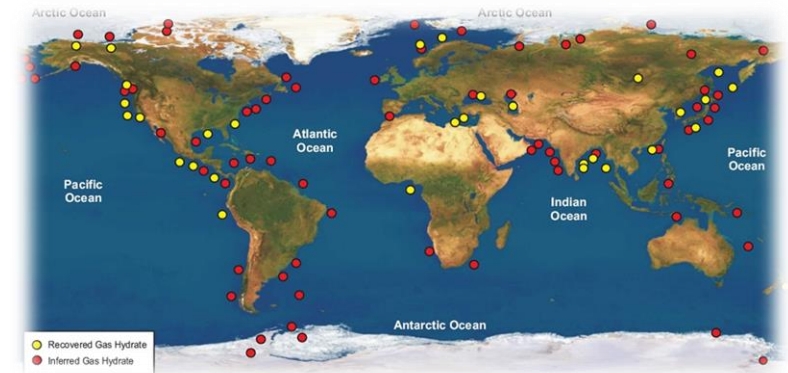 Arctic Ocean
Arctic Ocean
Atlantic
Ocean
Pacific
Ocean
Pacific
Ocean
Indian
Ocean
Antarctic Ocean
Recovered Gas Hydrate
Inferred Gas Hydrate